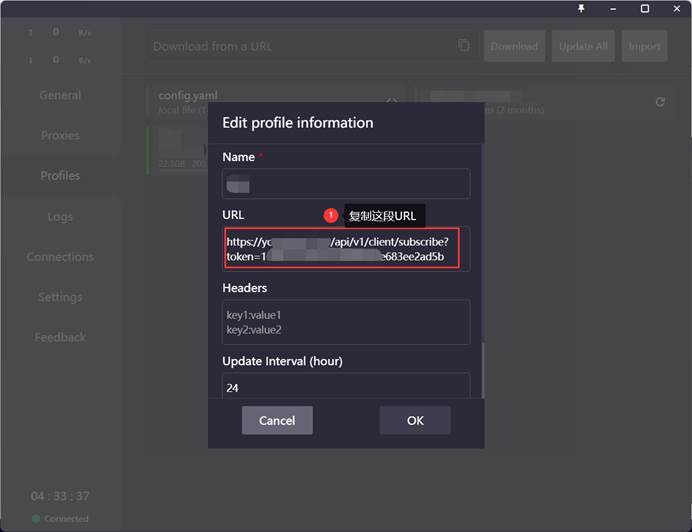 ↑ 0 B/s
↓ 0 B/s
Download from a URL
Download
Update All
Import
General
Proxies
Profiles
Logs
Connections
Settings
Feedback
config.yaml
local file (1
(2 months)
22.3GB
Edit profile information
Name *
URL
1 复制这段URL
https://yc /api/v1/client/subscribe?
token=1 e683ee2ad5b
Headers
key1:value1
key2:value2
Update Interval (hour)
24
Cancel
OK
04 : 33 : 37
Connected